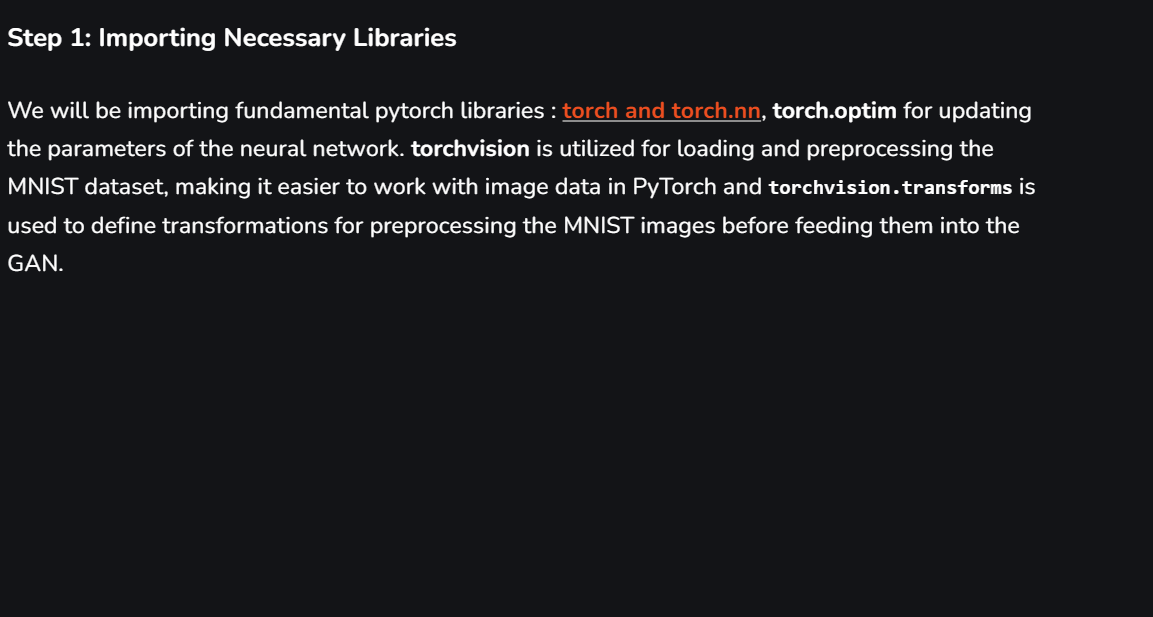 Step 1: Importing Necessary Libraries
We will be importing fundamental pytorch libraries : torch and torch.nn, torch.optim for updating
the parameters of the neural network. torchvision is utilized for loading and preprocessing the
MNIST dataset, making it easier to work with image data in PyTorch and torchvision.transforms is
used to define transformations for preprocessing the MNIST images before feeding them into the
GAN.